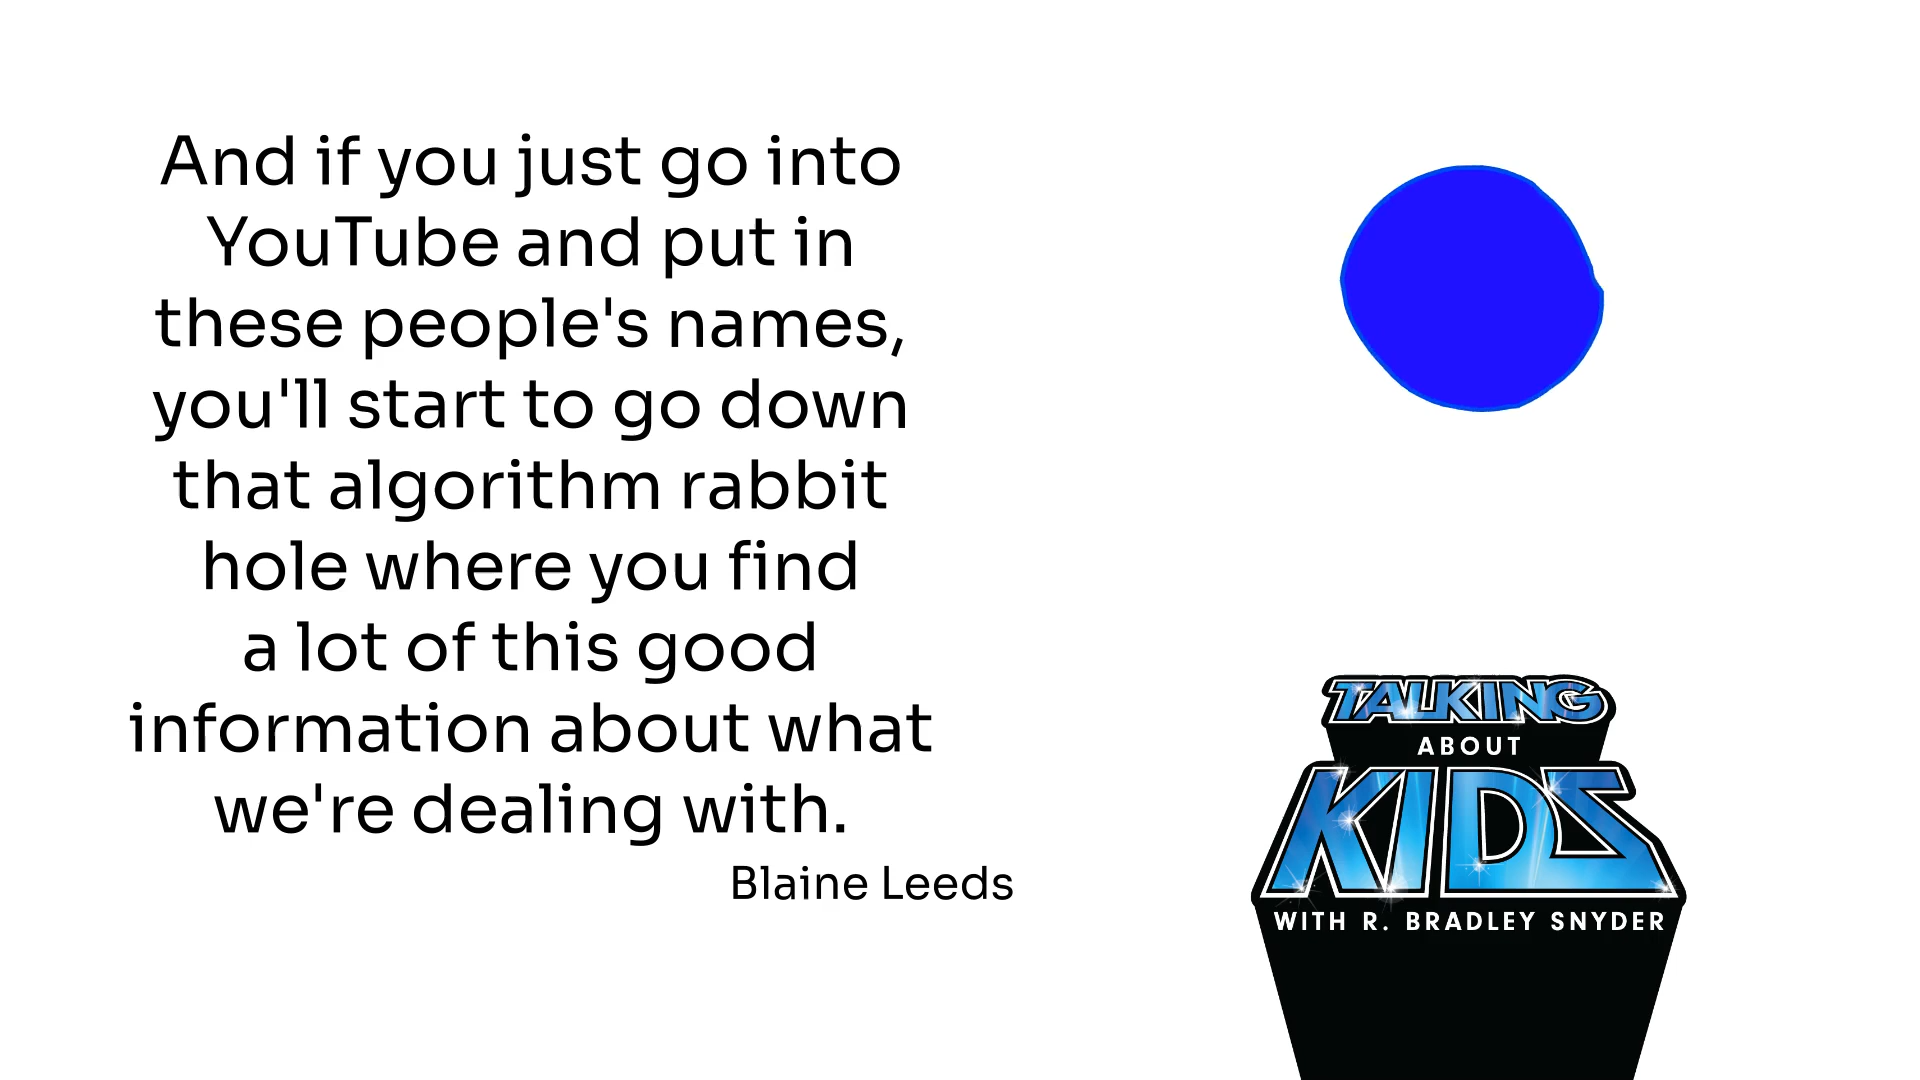 And if you just go into
YouTube and put in
these people's names,
you'll start to go down
that algorithm rabbit
hole where you find
a lot of this good
information about what
we're dealing with.
Blaine Leeds
TALKING
ABOUT
KIDS
WITH R. BRADLEY SNYDER